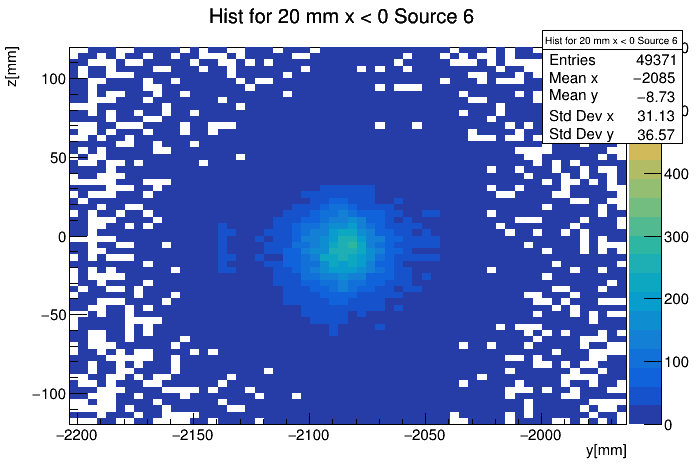 Hist for 20 mm x < 0 Source 6
z[mm]
Hist for 20 mm x < 0 Source 6
Entries 49371
Mean x −2085
Mean y −8.73
Std Dev x 31.13
Std Dev y 36.57
100
50
0
−50
−100
400
300
200
100
0
−2200 −2150 −2100 −2050 −2000
y[mm]